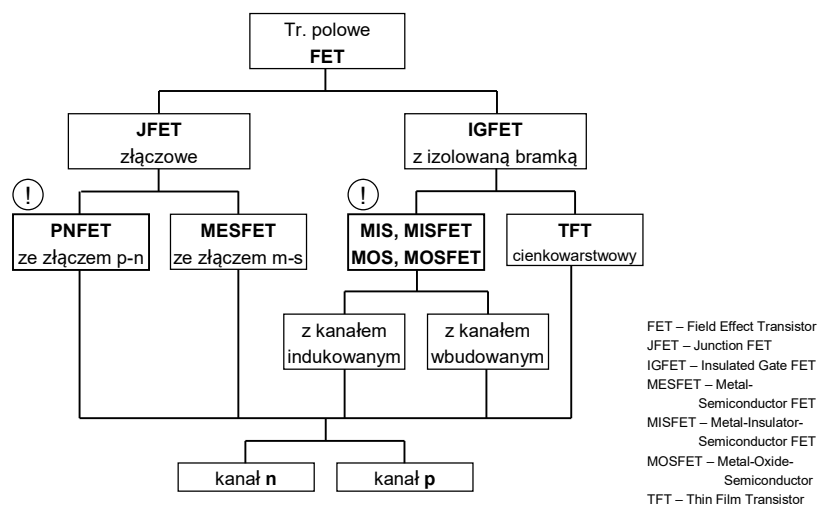 Tr. polowe
FET
JFET
złączowe
IGFET
z izolowaną bramką
!
!
PNFET
ze złączem p-n
MESFET
ze złączem m-s
MIS, MISFET
MOS, MOSFET
TFT
cienkowarstwowy
z kanałem
indukowanym
z kanałem
wbudowanym
kanał n
kanał p
FET – Field Effect Transistor
JFET – Junction FET
IGFET – Insulated Gate FET
MESFET – Metal-
Semiconductor FET
MISFET – Metal-Insulator-
Semiconductor FET
MOSFET – Metal-Oxide-
Semiconductor
TFT – Thin Film Transistor